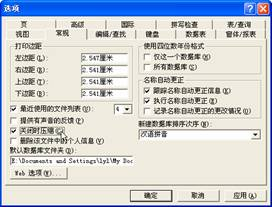 选项
页 高级 国际 拼写检查 表/查询
视图 常规 编辑/查找 键盘 数据表 窗体/报表
打印边距
左边距(L): 2.547厘米
右边距(R): 2.547厘米
上边距(T): 2.547厘米
下边距(B): 2.547厘米
最近使用的文件列表(R): 4
提供有声音的反馈(F)
关闭时压缩(C)
删除该文件中的个人信息(V)
默认数据库文件夹(D):
E:\Documents and Settings\lyl\My Doc
Web 选项(W)...
使用四位数年份格式
仅这一个数据库(H)
所有数据库(S)
名称自动更正
跟踪名称自动更正信息(K)
执行名称自动更正(N)
记录名称自动更正的更改情况(G)
新建数据库排序次序(T):
汉语拼音
确定 取消 应用(A)